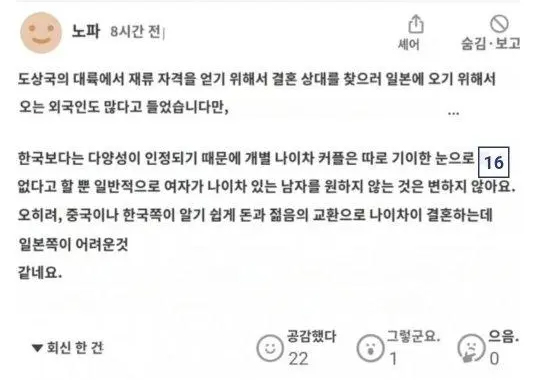 노파 8시간 전|
셰어
숨김·보고
도상국의 대륙에서 재류 자격을 얻기 위해서 결혼 상대를 찾으러 일본에 오기 위해서
오는 외국인도 많다고 들었습니다만,
...
한국보다는 다양성이 인정되기 때문에 개별 나이차 커플은 따로 기이한 눈으로 16
없다고 할 뿐 일반적으로 여자가 나이차 있는 남자를 원하지 않는 것은 변하지 않아요.
오히려, 중국이나 한국쪽이 알기 쉽게 돈과 젊음의 교환으로 나이차이 결혼하는데
일본쪽이 어려운것
같네요.
▼회신 한 건
공감했다
22
그렇군요.
1
으음.
0